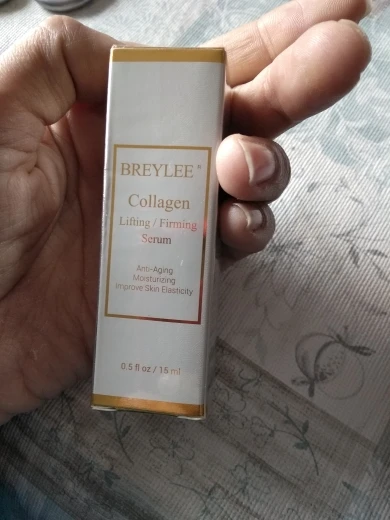 BREYLEE®
Collagen
Lifting / Firming
Serum
Anti-Aging
Moisturizing
Improve Skin Elasticity
0.5 fl oz / 15 ml